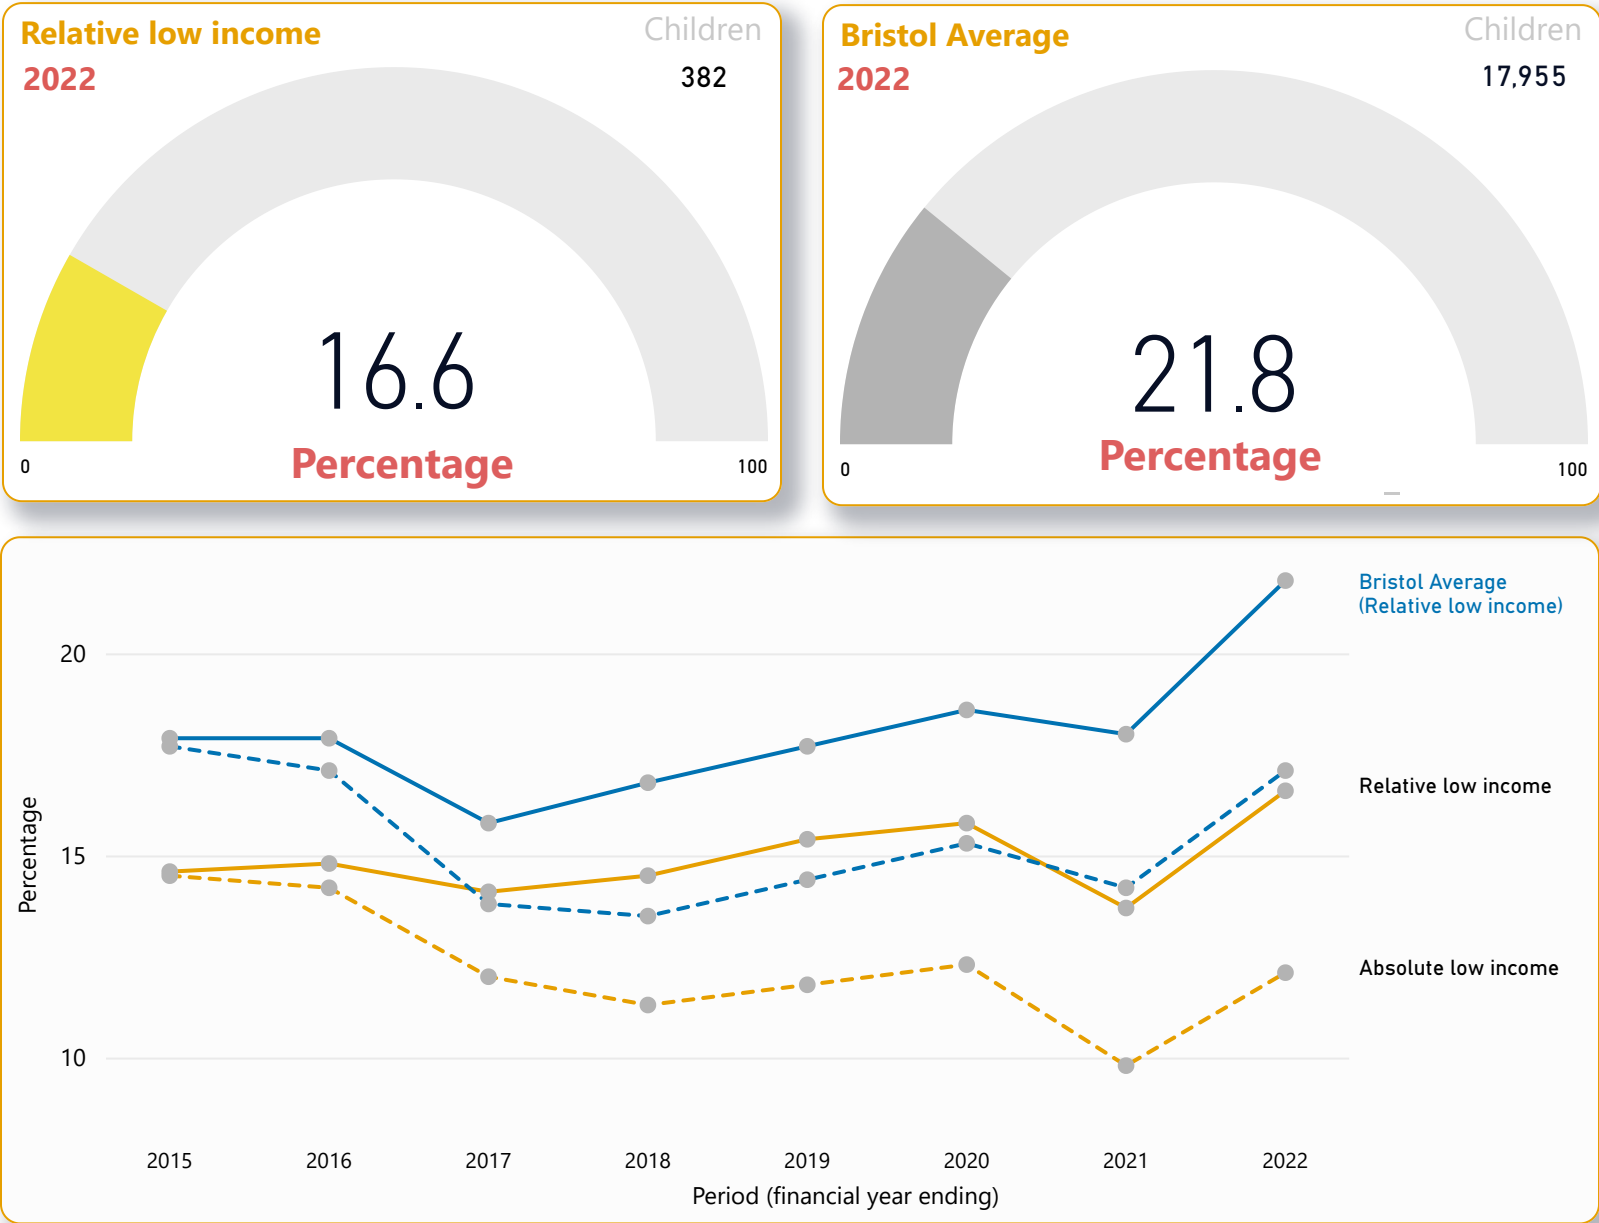 Relative low income
Children
2022
382
16.6
0
Percentage
100
Bristol Average
Children
2022
17,955
21.8
0
Percentage
100
Bristol Average
(Relative low income)
20
Relative low income
15
Percentage
Absolute low income
10
2015 2016 2017 2018 2019 2020 2021 2022
Period (financial year ending)